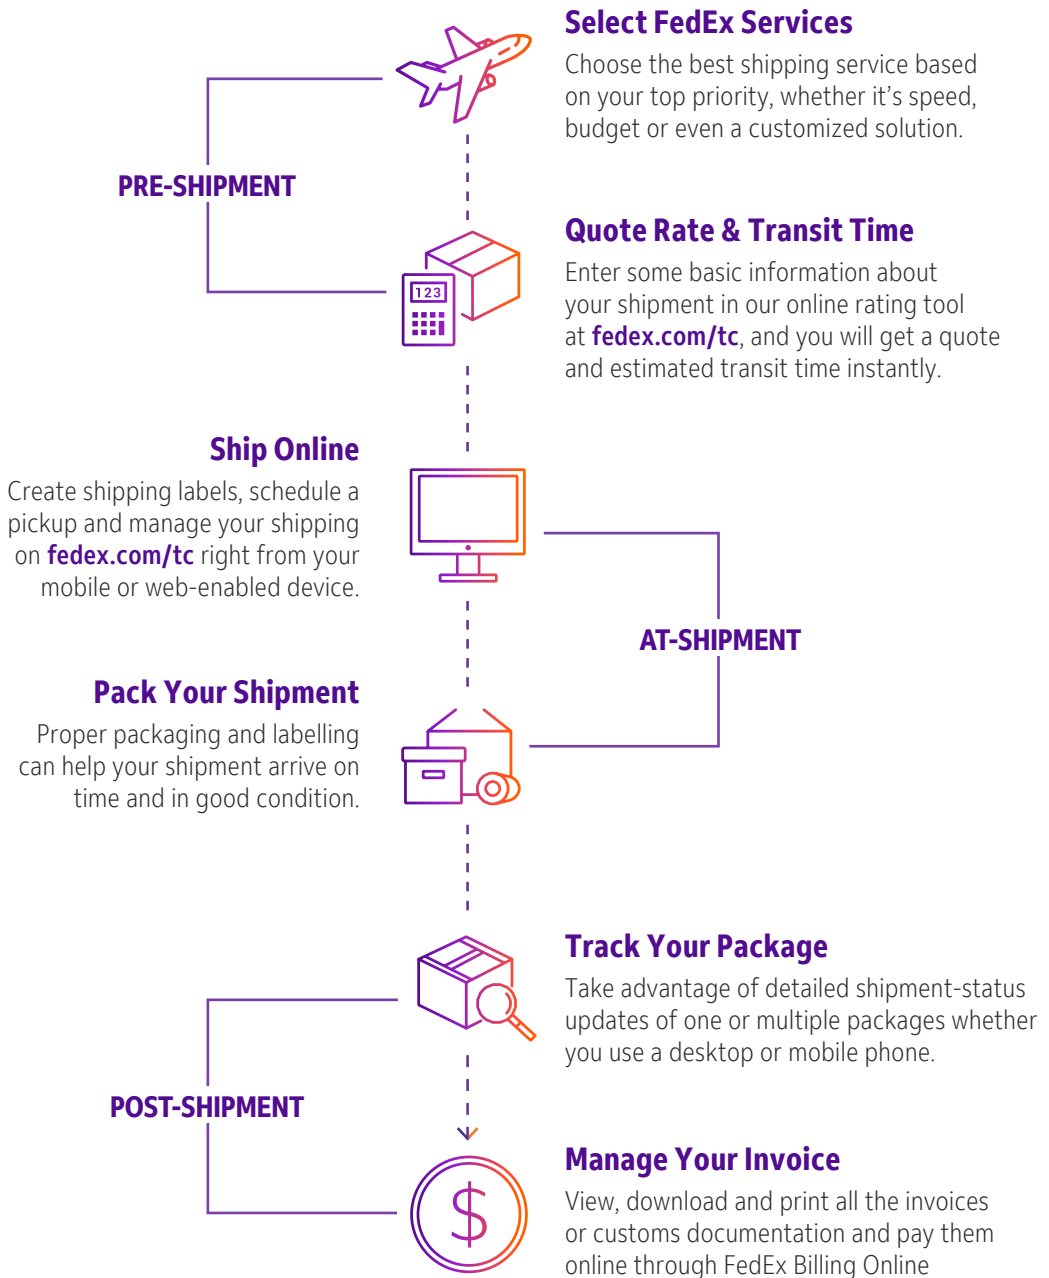 Select FedEx Services
Choose the best shipping service based
on your top priority, whether it's speed,
budget or even a customized solution.
PRE-SHIPMENT
Quote Rate & Transit Time
Enter some basic information about
your shipment in our online rating tool
at fedex.com/tc, and you will get a quote
and estimated transit time instantly.
123
Ship Online
Create shipping labels, schedule a
pickup and manage your shipping
on fedex.com/tc right from your
mobile or web-enabled device.
AT-SHIPMENT
Pack Your Shipment
Proper packaging and labelling
can help your shipment arrive on
time and in good condition.
Track Your Package
Take advantage of detailed shipment-status
updates of one or multiple packages whether
you use a desktop or mobile phone.
POST-SHIPMENT
Manage Your Invoice
View, download and print all the invoices
or customs documentation and pay them
online through FedEx Billing Online
$